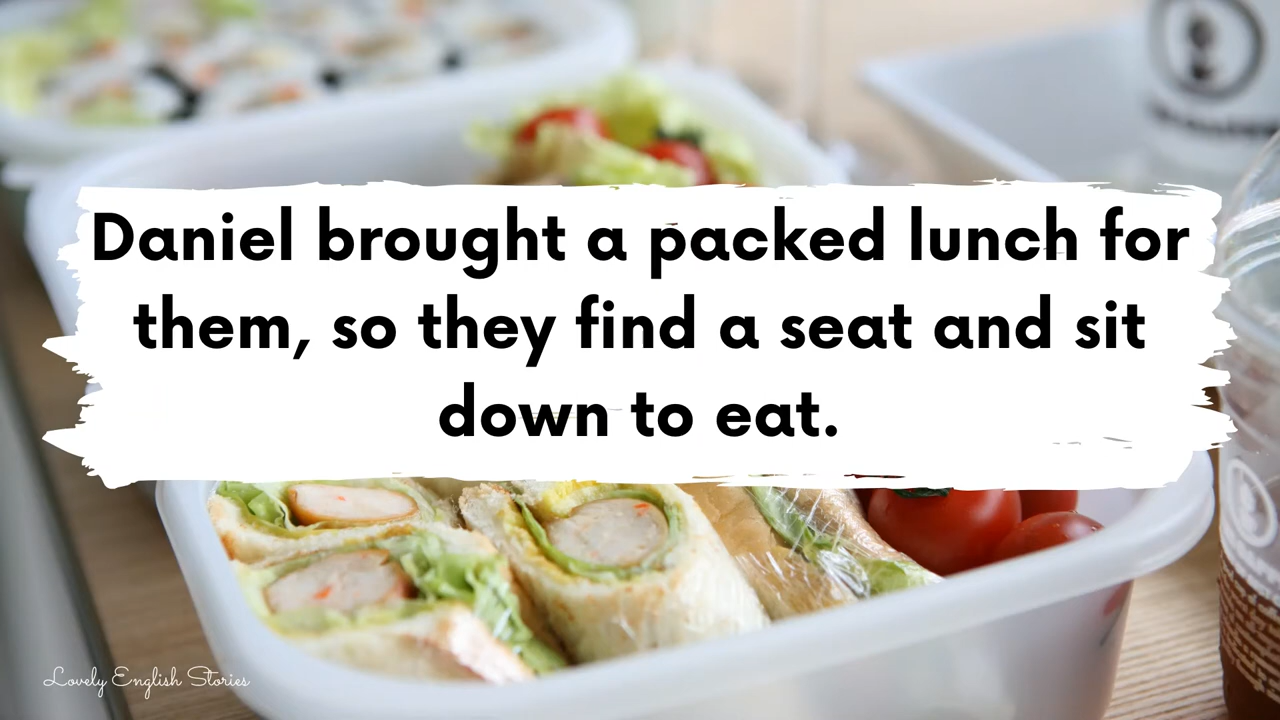 Daniel brought a packed lunch for
them, so they find a seat and sit
down to eat.
Lovely English Stories